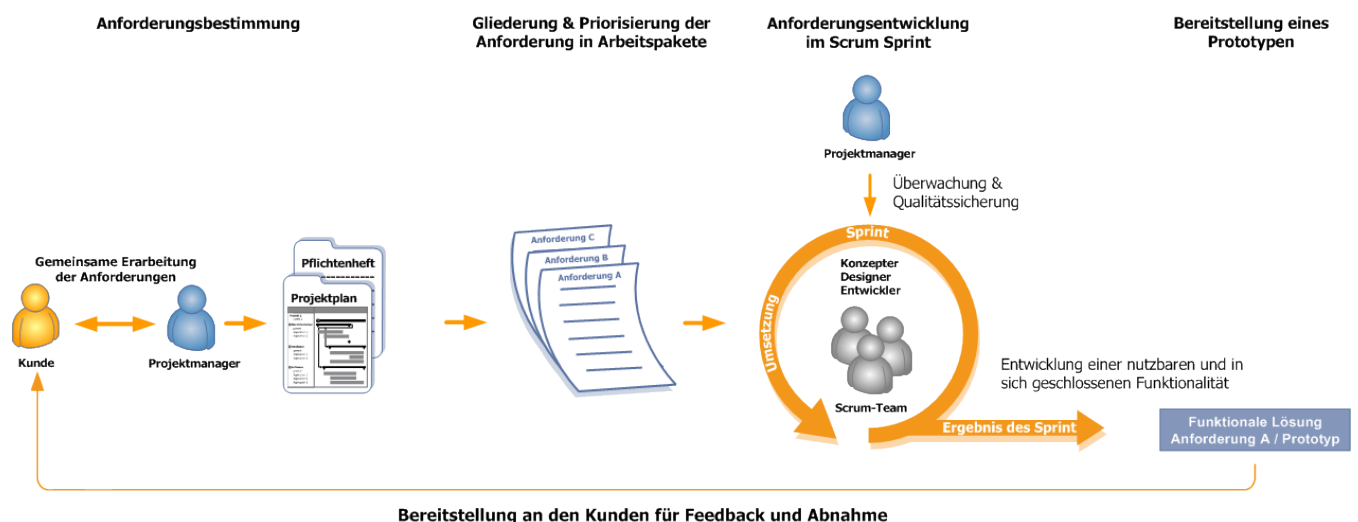 Anforderungsbestimmung
Gliederung & Priorisierung der
Anforderung in Arbeitspakete
Anforderungsentwicklung
im Scrum Sprint
Bereitstellung eines
Prototypen
Projektmanager
Überwachung &
Qualitätssicherung
Gemeinsame Erarbeitung
der Anforderungen
Kunde
Projektmanager
Pflichtenheft
Projektplan
Anforderung C
Anforderung B
Anforderung A
Sprint
Umsetzung
Konzepter
Designer
Entwickler
Scrum-Team
Ergebnis des Sprint
Entwicklung einer nutzbaren und in
sich geschlossenen Funktionalität
Funktionale Lösung
Anforderung A / Prototyp
Bereitstellung an den Kunden für Feedback und Abnahme